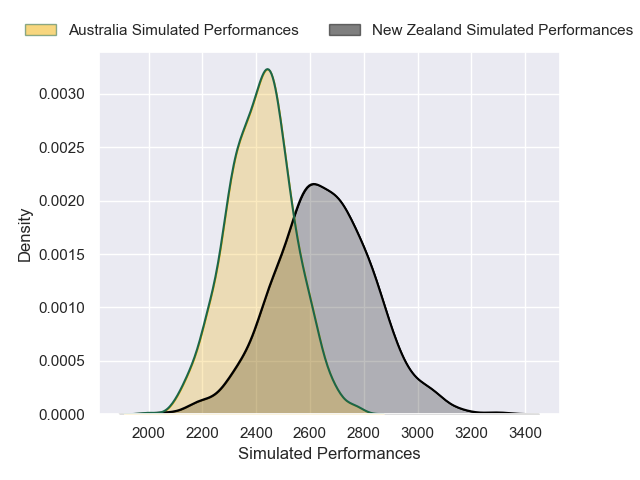 Australia Simulated Performances New Zealand Simulated Performances
0.0030
0.0025
0.0020
0.0015
0.0010
0.0005
0.0000
Density
2000 2200 2400 2600 2800 3000 3200 3400
Simulated Performances